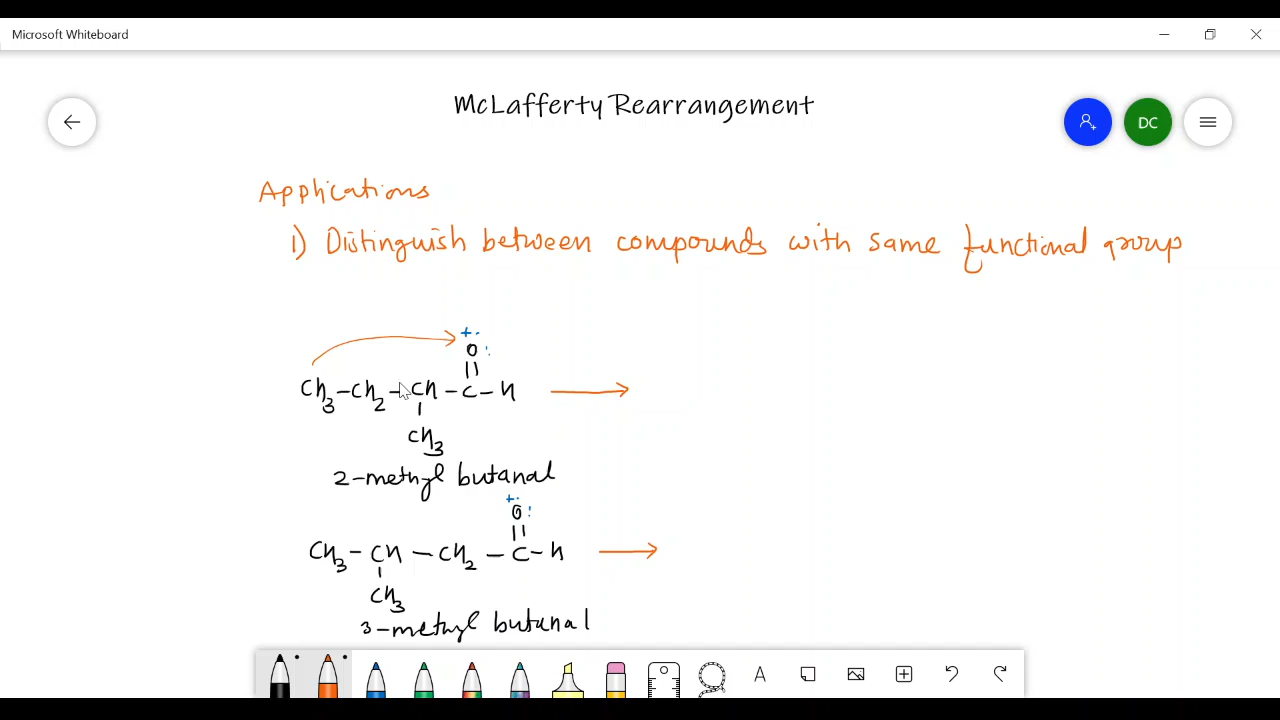 Microsoft Whiteboard
McLafferty Rearrangement
DC
Applications
1) Distinguish between compounds with same functional group
+.
O :
||
CH3-CH2-CH-C-H
|
CH3
2-methyl butanal
+.
O :
||
CH3-CH-CH2-C-H
|
CH3
3-methyl butanal
A